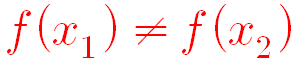 f(x₁) ≠ f(x₂)